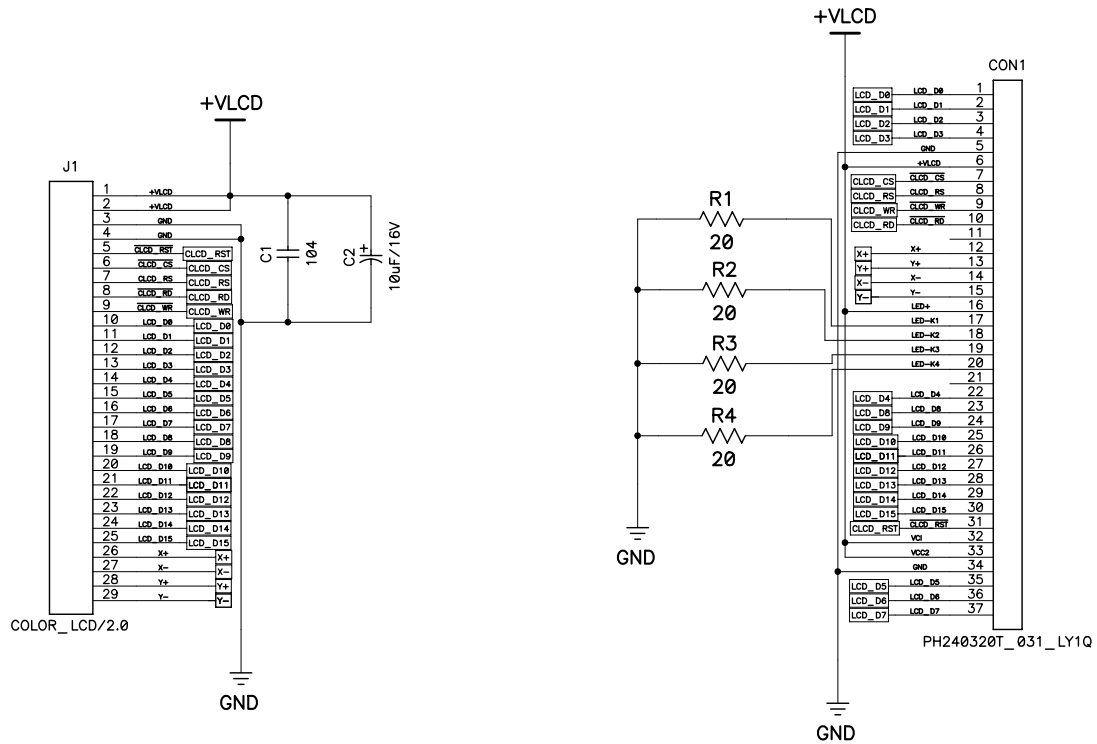 +VLCD
J1
1 +VLCD
2 +VLCD
3 GND
4 GND
5 CLCD_RST CLCD_RST
6 CLCD_CS CLCD_CS
7 CLCD_RS CLCD_RS
8 CLCD_RD CLCD_RD
9 CLCD_WR CLCD_WR
10 LCD_D0 LCD_D0
11 LCD_D1 LCD_D1
12 LCD_D2 LCD_D2
13 LCD_D3 LCD_D3
14 LCD_D4 LCD_D4
15 LCD_D5 LCD_D5
16 LCD_D6 LCD_D6
17 LCD_D7 LCD_D7
18 LCD_D8 LCD_D8
19 LCD_D9 LCD_D9
20 LCD_D10 LCD_D10
21 LCD_D11 LCD_D11
22 LCD_D12 LCD_D12
23 LCD_D13 LCD_D13
24 LCD_D14 LCD_D14
25 LCD_D15 LCD_D15
26 X+ X+
27 X- X-
28 Y+ Y+
29 Y- Y-
COLOR_LCD/2.0
C1
104
C2
+
10uF/16V
GND
+VLCD
CON1
LCD_D0 LCD_D0 1
LCD_D1 LCD_D1 2
LCD_D2 LCD_D2 3
LCD_D3 LCD_D3 4
GND 5
+VLCD 6
CLCD_CS CLCD_CS 7
CLCD_RS CLCD_RS 8
CLCD_WR CLCD_WR 9
CLCD_RD CLCD_RD 10
11
X+ X+ 12
Y+ Y+ 13
X- X- 14
Y- Y- 15
LED+ 16
LED-K1 17
LED-K2 18
LED-K3 19
LED-K4 20
21
LCD_D4 LCD_D4 22
LCD_D8 LCD_D8 23
LCD_D9 LCD_D9 24
LCD_D10 LCD_D10 25
LCD_D11 LCD_D11 26
LCD_D12 LCD_D12 27
LCD_D13 LCD_D13 28
LCD_D14 LCD_D14 29
LCD_D15 LCD_D15 30
CLCD_RST CLCD_RST 31
VCI 32
VCC2 33
GND 34
LCD_D5 LCD_D5 35
LCD_D6 LCD_D6 36
LCD_D7 LCD_D7 37
PH240320T_031_LY1Q
R1
20
R2
20
R3
20
R4
20
GND
GND